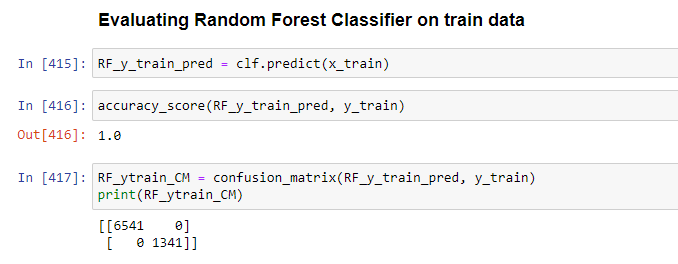 Evaluating Random Forest Classifier on train data
In [415]: RF_y_train_pred = clf.predict(x_train)
In [416]: accuracy_score(RF_y_train_pred, y_train)
Out[416]: 1.0
In [417]: RF_ytrain_CM = confusion_matrix(RF_y_train_pred, y_train)
print(RF_ytrain_CM)
[[6541    0]
 [   0 1341]]